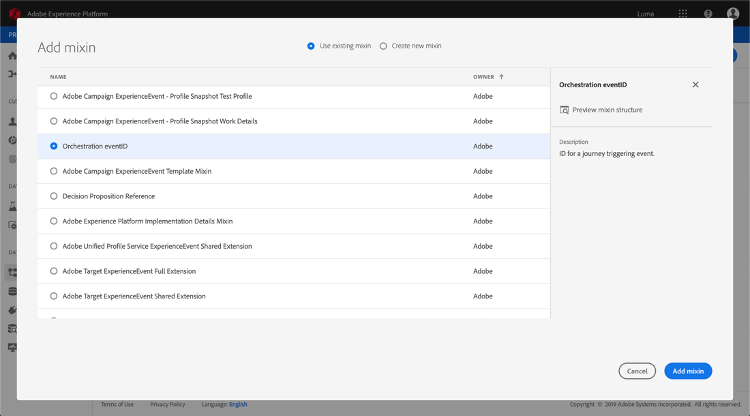 Adobe Experience Platform
Luma
PR
Add mixin
Use existing mixin
Create new mixin
NAME
OWNER ↑
Adobe Campaign ExperienceEvent - Profile Snapshot Test Profile
Adobe
Adobe Campaign ExperienceEvent - Profile Snapshot Work Details
Adobe
Orchestration eventID
Adobe
Adobe Campaign ExperienceEvent Template Mixin
Adobe
Decision Proposition Reference
Adobe
Adobe Experience Platform Implementation Details Mixin
Adobe
Adobe Unified Profile Service ExperienceEvent Shared Extension
Adobe
Adobe Target ExperienceEvent Full Extension
Adobe
Adobe Target ExperienceEvent Shared Extension
Adobe
Orchestration eventID
Preview mixin structure
Description
ID for a journey triggering event.
CUS
DAT
DAT
Cancel
Add mixin
Terms of Use
Privacy Policy
Language: English
Copyright © 2019 Adobe Systems Incorporated. All rights reserved.